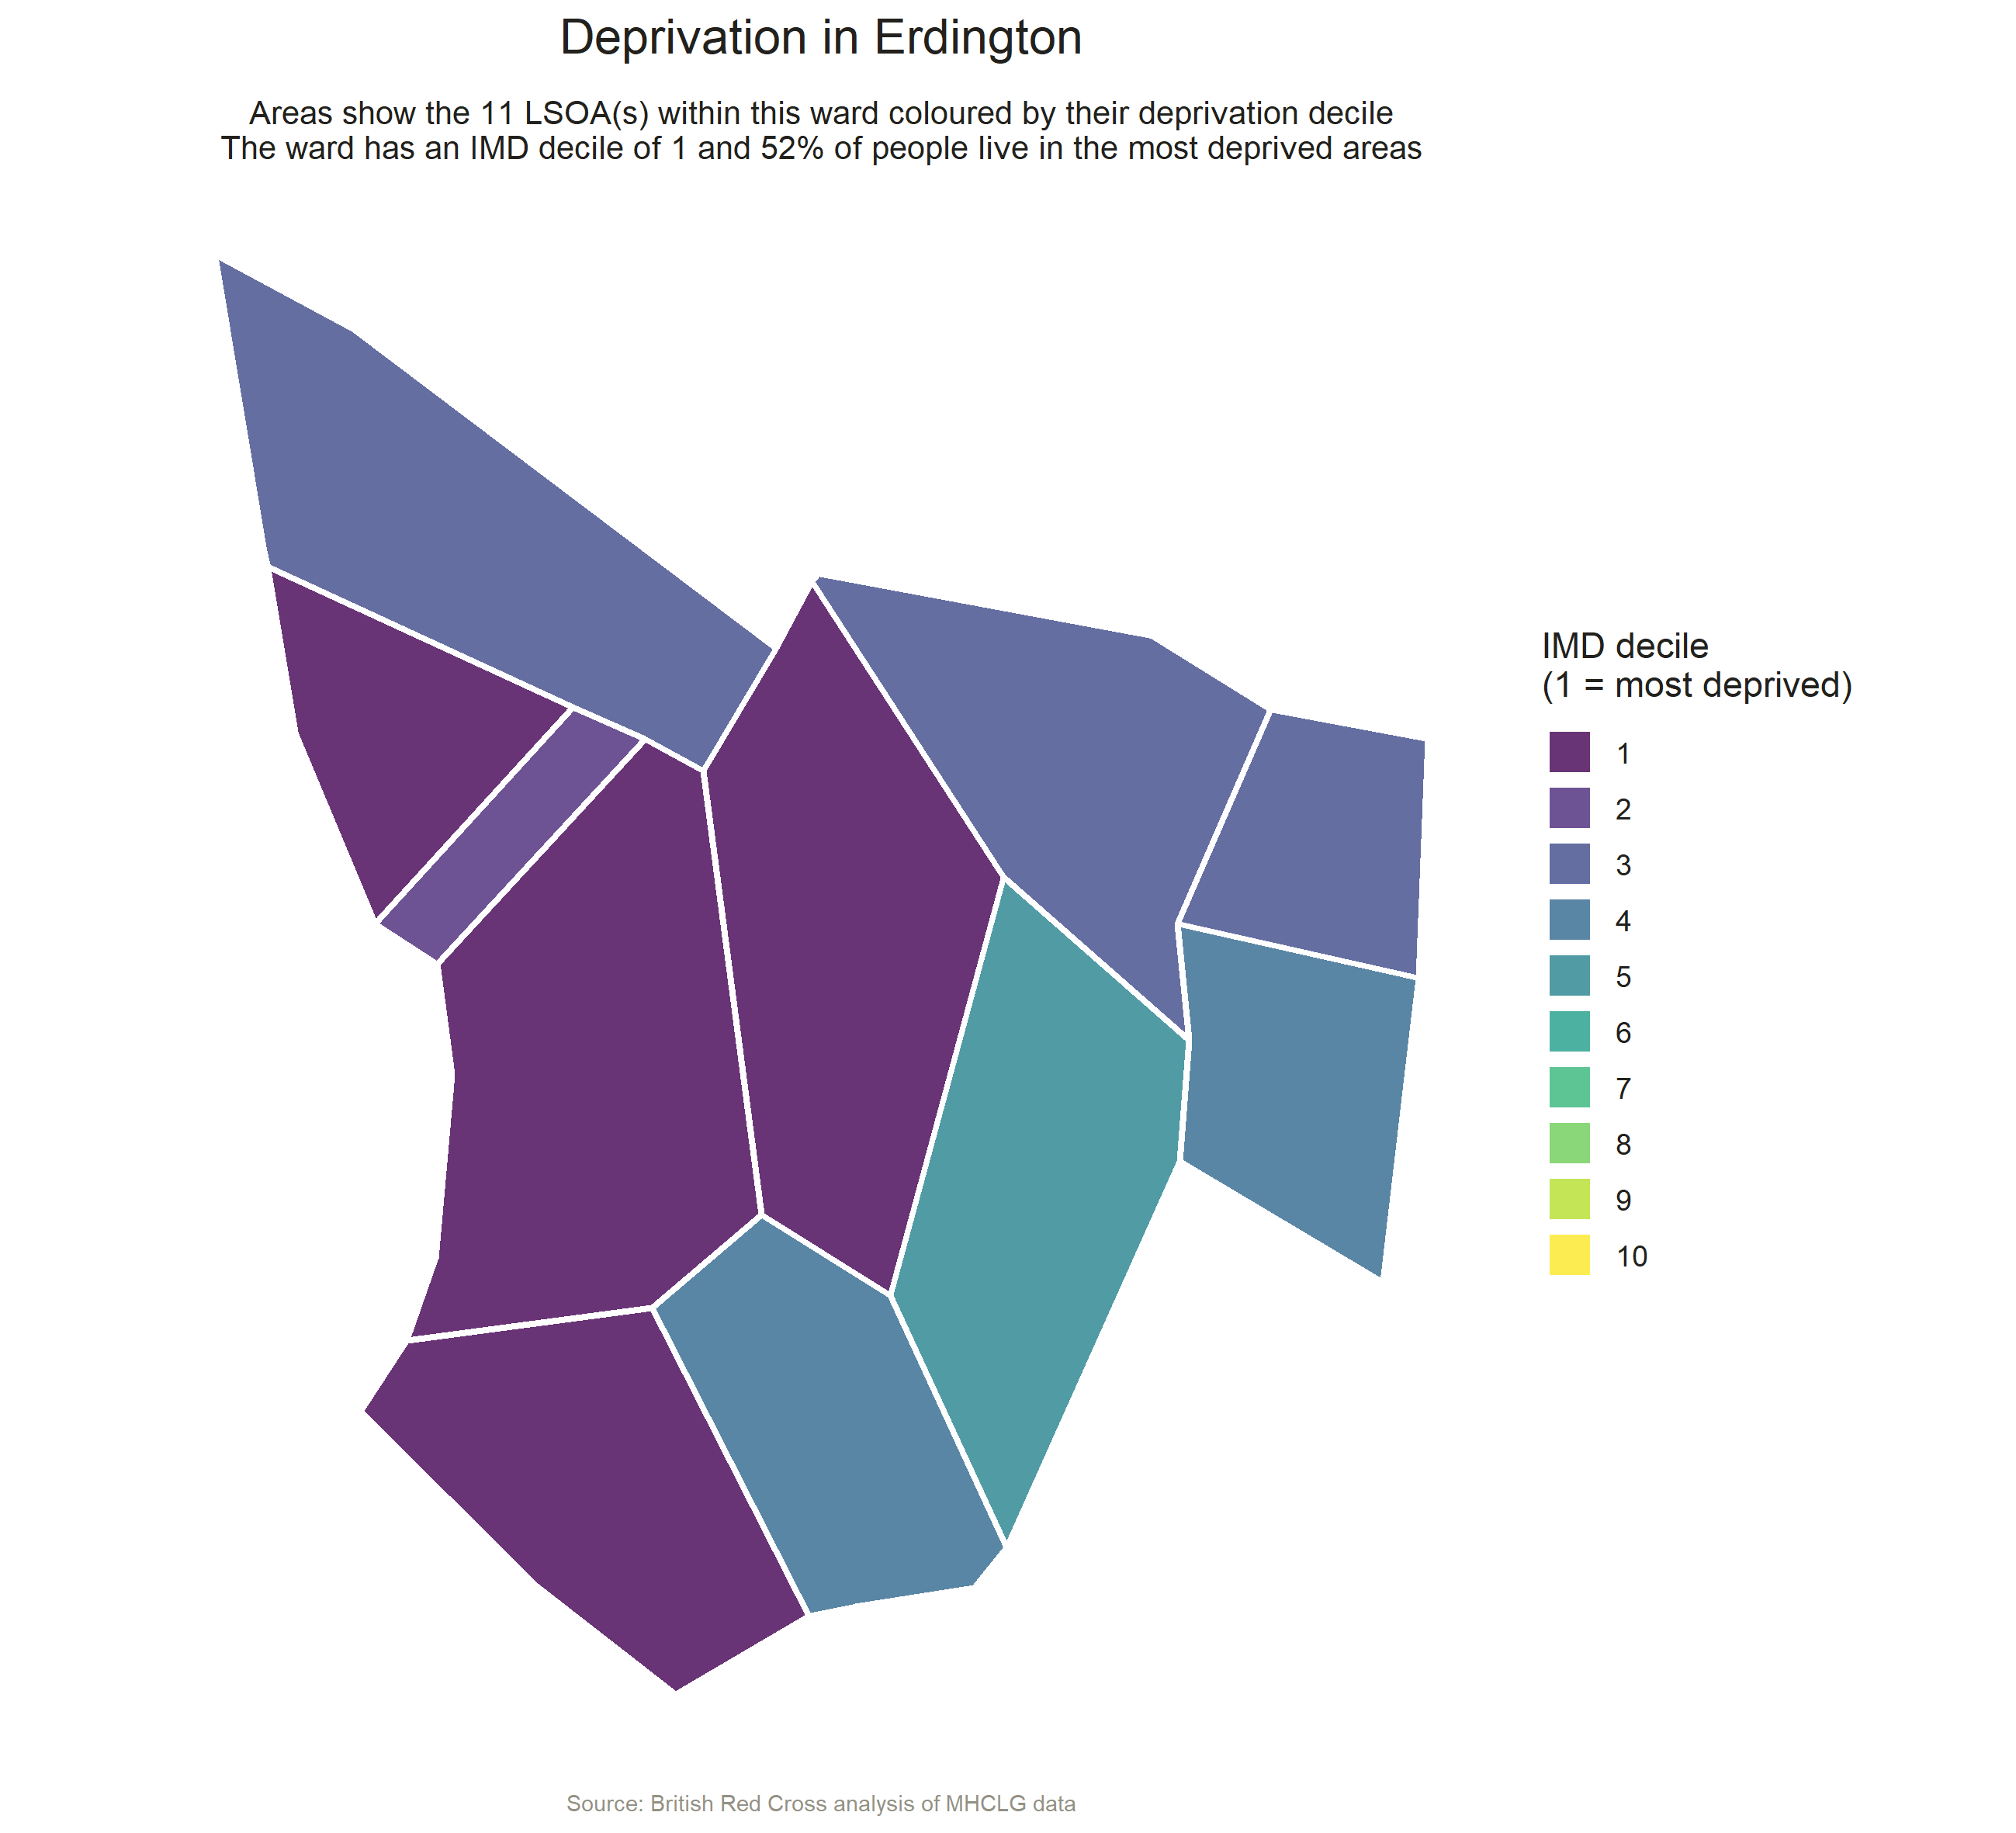 Deprivation in Erdington
Areas show the 11 LSOA(s) within this ward coloured by their deprivation decile
The ward has an IMD decile of 1 and 52% of people live in the most deprived areas
IMD decile
(1 = most deprived)
1
2
3
4
5
6
7
8
9
10
Source: British Red Cross analysis of MHCLG data